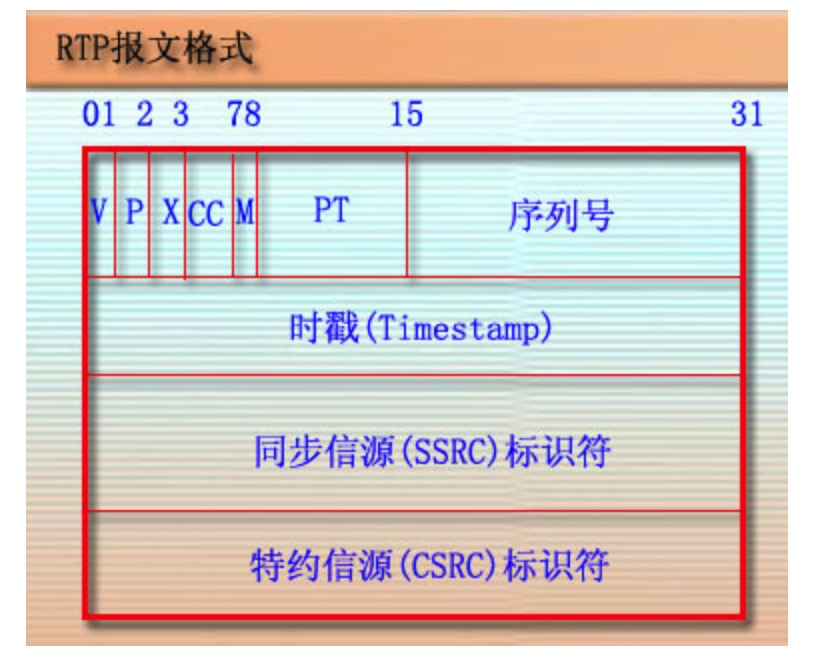 RTP报文格式
01 2 3 78 15 31
V P X CC M PT 序列号
时戳(Timestamp)
同步信源(SSRC)标识符
特约信源(CSRC)标识符